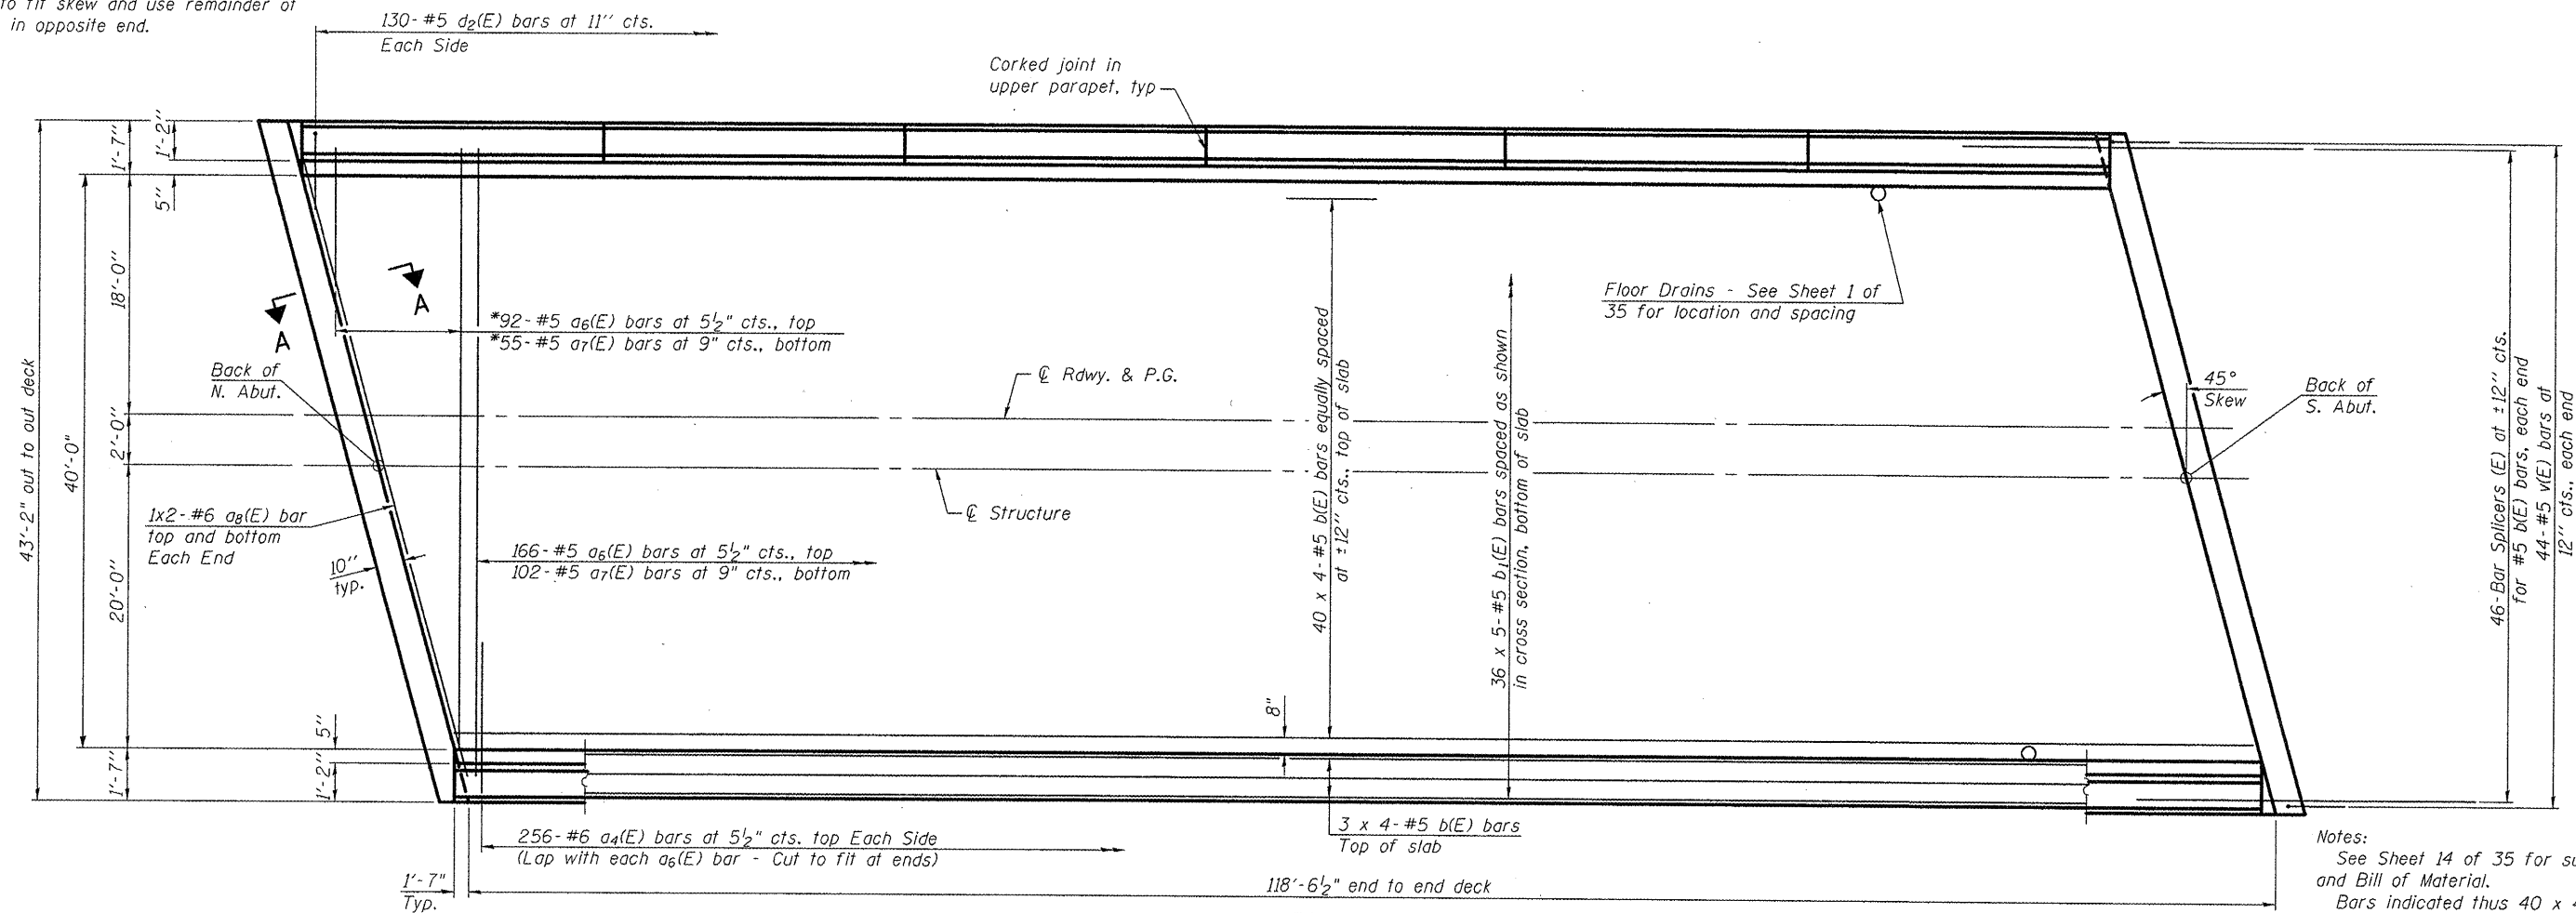 to fit skew and use remainder of
in opposite end.
130-#5 d2(E) bars at 11'' cts.
Each Side
Corked joint in
upper parapet, typ
1'-7''
1'-2''
5''
18'-0''
40'-0"
43'-2" out to out deck
2'-0''
20'-0''
5''
1'-2''
1'-7''
A
A
*92-#5 a6(E) bars at 5½" cts., top
*55-#5 a7(E) bars at 9" cts., bottom
Back of
N. Abut.
℄ Rdwy. & P.G.
℄ Structure
1x2-#6 a8(E) bar
top and bottom
Each End
10''
typ.
166-#5 a6(E) bars at 5½" cts., top
102-#5 a7(E) bars at 9" cts., bottom
Floor Drains - See Sheet 1 of
35 for location and spacing
40 x 4-#5 b(E) bars equally spaced
at ±12'' cts., top of slab
36 x 5-#5 b1(E) bars spaced as shown
in cross section, bottom of slab
8"
45°
Skew
Back of
S. Abut.
46-Bar Splicers (E) at ±12'' cts.
for #5 b(E) bars, each end
44-#5 v(E) bars at
12'' cts., each end
256-#6 a4(E) bars at 5½" cts. top Each Side
(Lap with each a6(E) bar - Cut to fit at ends)
3 x 4-#5 b(E) bars
Top of slab
1'-7"
Typ.
118'-6½" end to end deck
Notes:
See Sheet 14 of 35 for su
and Bill of Material.
Bars indicated thus 40 x